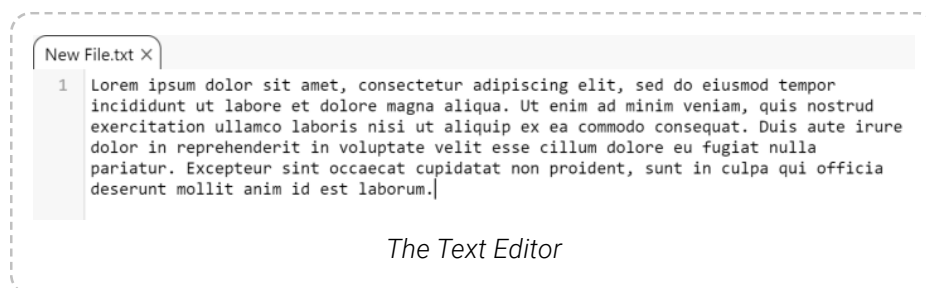 New File.txt ×
1 Lorem ipsum dolor sit amet, consectetur adipiscing elit, sed do eiusmod tempor
incididunt ut labore et dolore magna aliqua. Ut enim ad minim veniam, quis nostrud
exercitation ullamco laboris nisi ut aliquip ex ea commodo consequat. Duis aute irure
dolor in reprehenderit in voluptate velit esse cillum dolore eu fugiat nulla
pariatur. Excepteur sint occaecat cupidatat non proident, sunt in culpa qui officia
deserunt mollit anim id est laborum.
The Text Editor